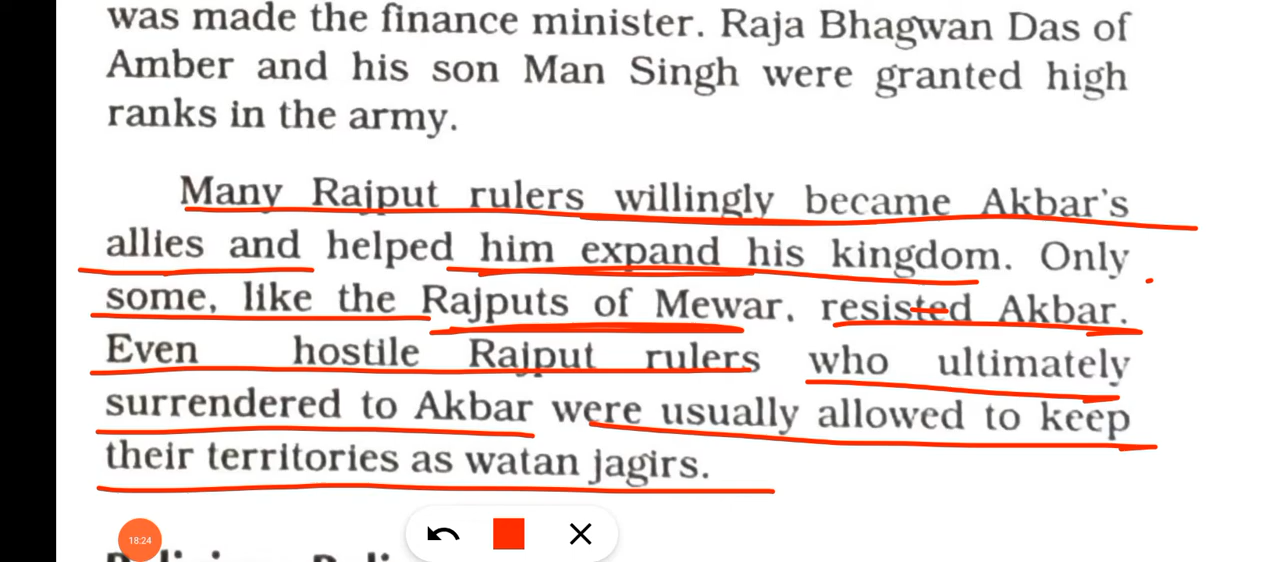 was made the finance minister. Raja Bhagwan Das of
Amber and his son Man Singh were granted high
ranks in the army.
Many Rajput rulers willingly became Akbar's
allies and helped him expand his kingdom. Only
some, like the Rajputs of Mewar, resisted Akbar.
Even hostile Rajput rulers who ultimately
surrendered to Akbar were usually allowed to keep
their territories as watan jagirs.
18:24